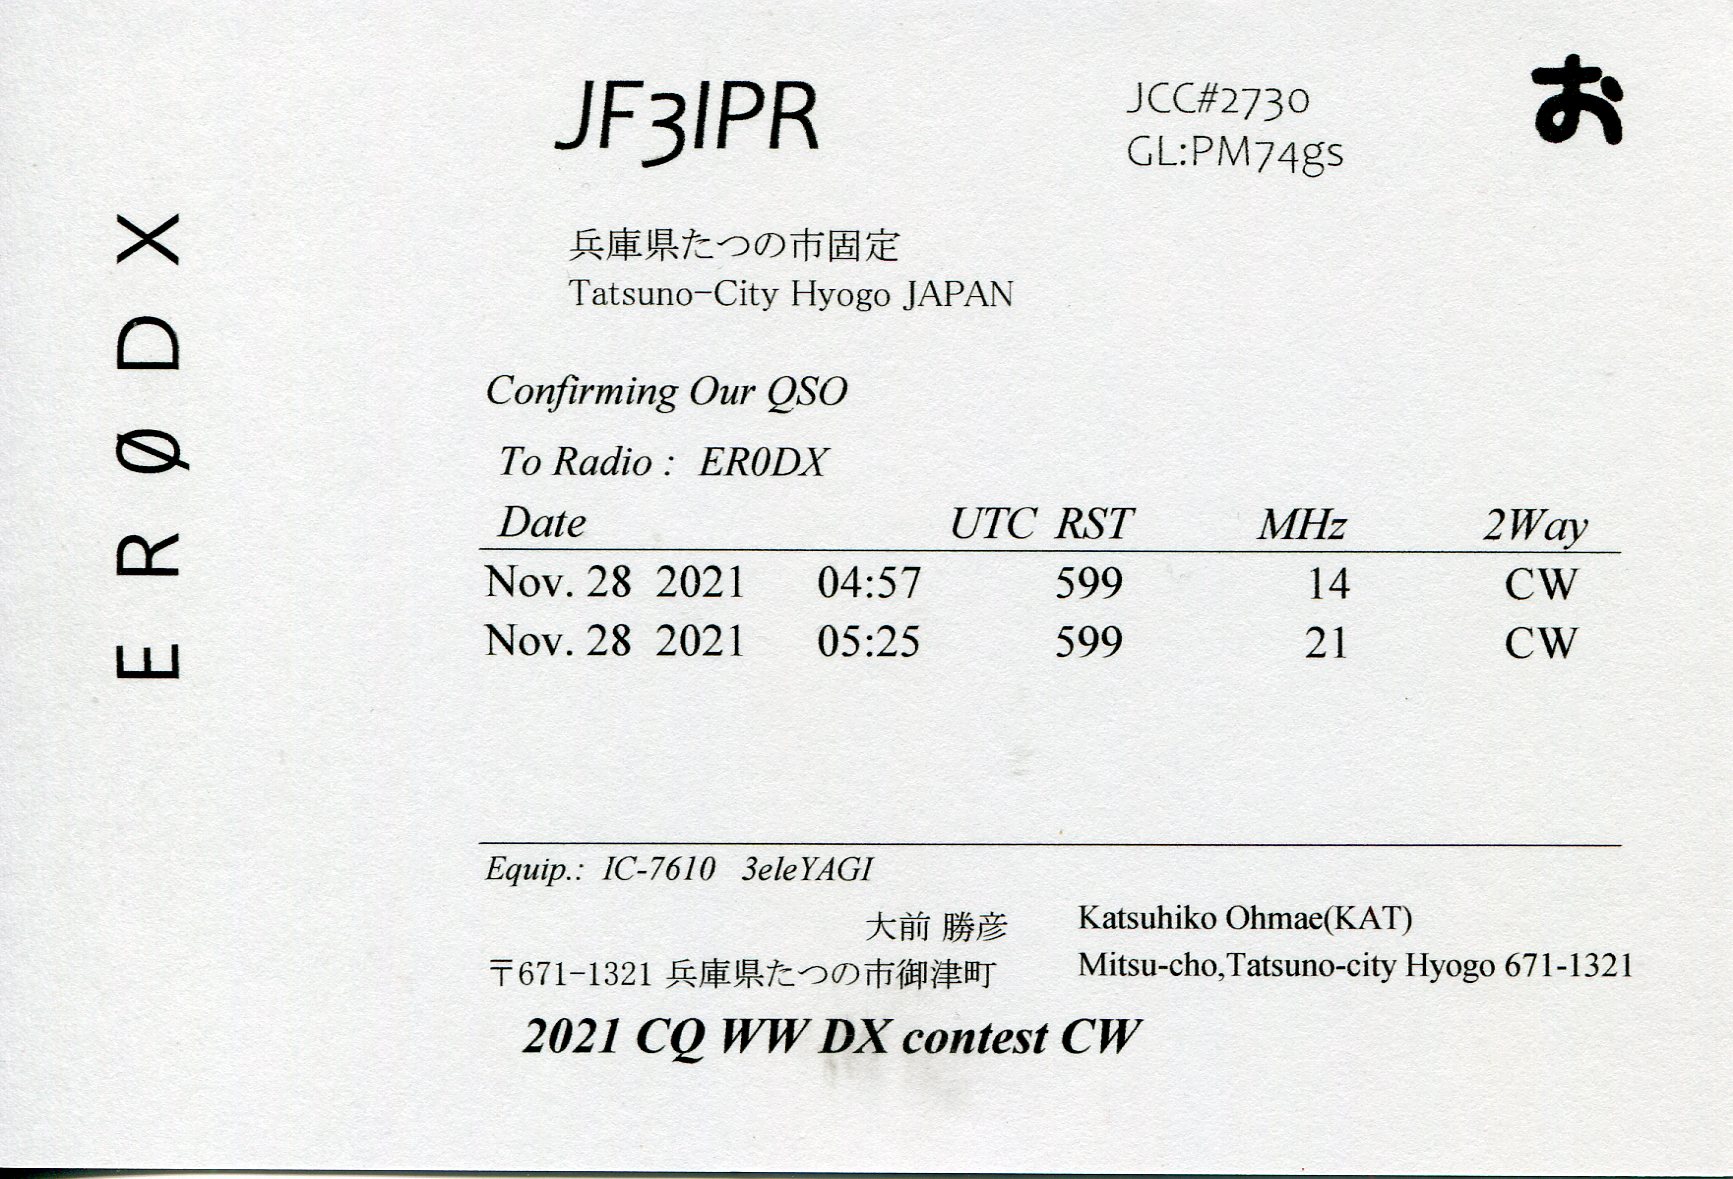 JF3IPR
JCC#2730
GL:PM74gs
お
ERØDX
兵庫県たつの市固定
Tatsuno-City Hyogo JAPAN
Confirming Our QSO
To Radio : ER0DX
Date UTC RST MHz 2Way
Nov. 28 2021 04:57 599 14 CW
Nov. 28 2021 05:25 599 21 CW
Equip.: IC-7610 3eleYAGI
大前 勝彦
〒671-1321 兵庫県たつの市御津町
Katsuhiko Ohmae(KAT)
Mitsu-cho,Tatsuno-city Hyogo 671-1321
2021 CQ WW DX contest CW